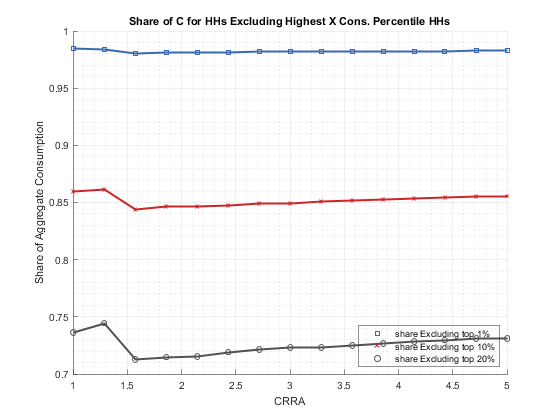 Share of C for HHs Excluding Highest X Cons. Percentile HHs
Share of Aggregate Consumption
1
0.95
0.9
0.85
0.8
0.75
0.7
share Excluding top 1%
share Excluding top 10%
share Excluding top 20%
1 1.5 2 2.5 3 3.5 4 4.5 5
CRRA